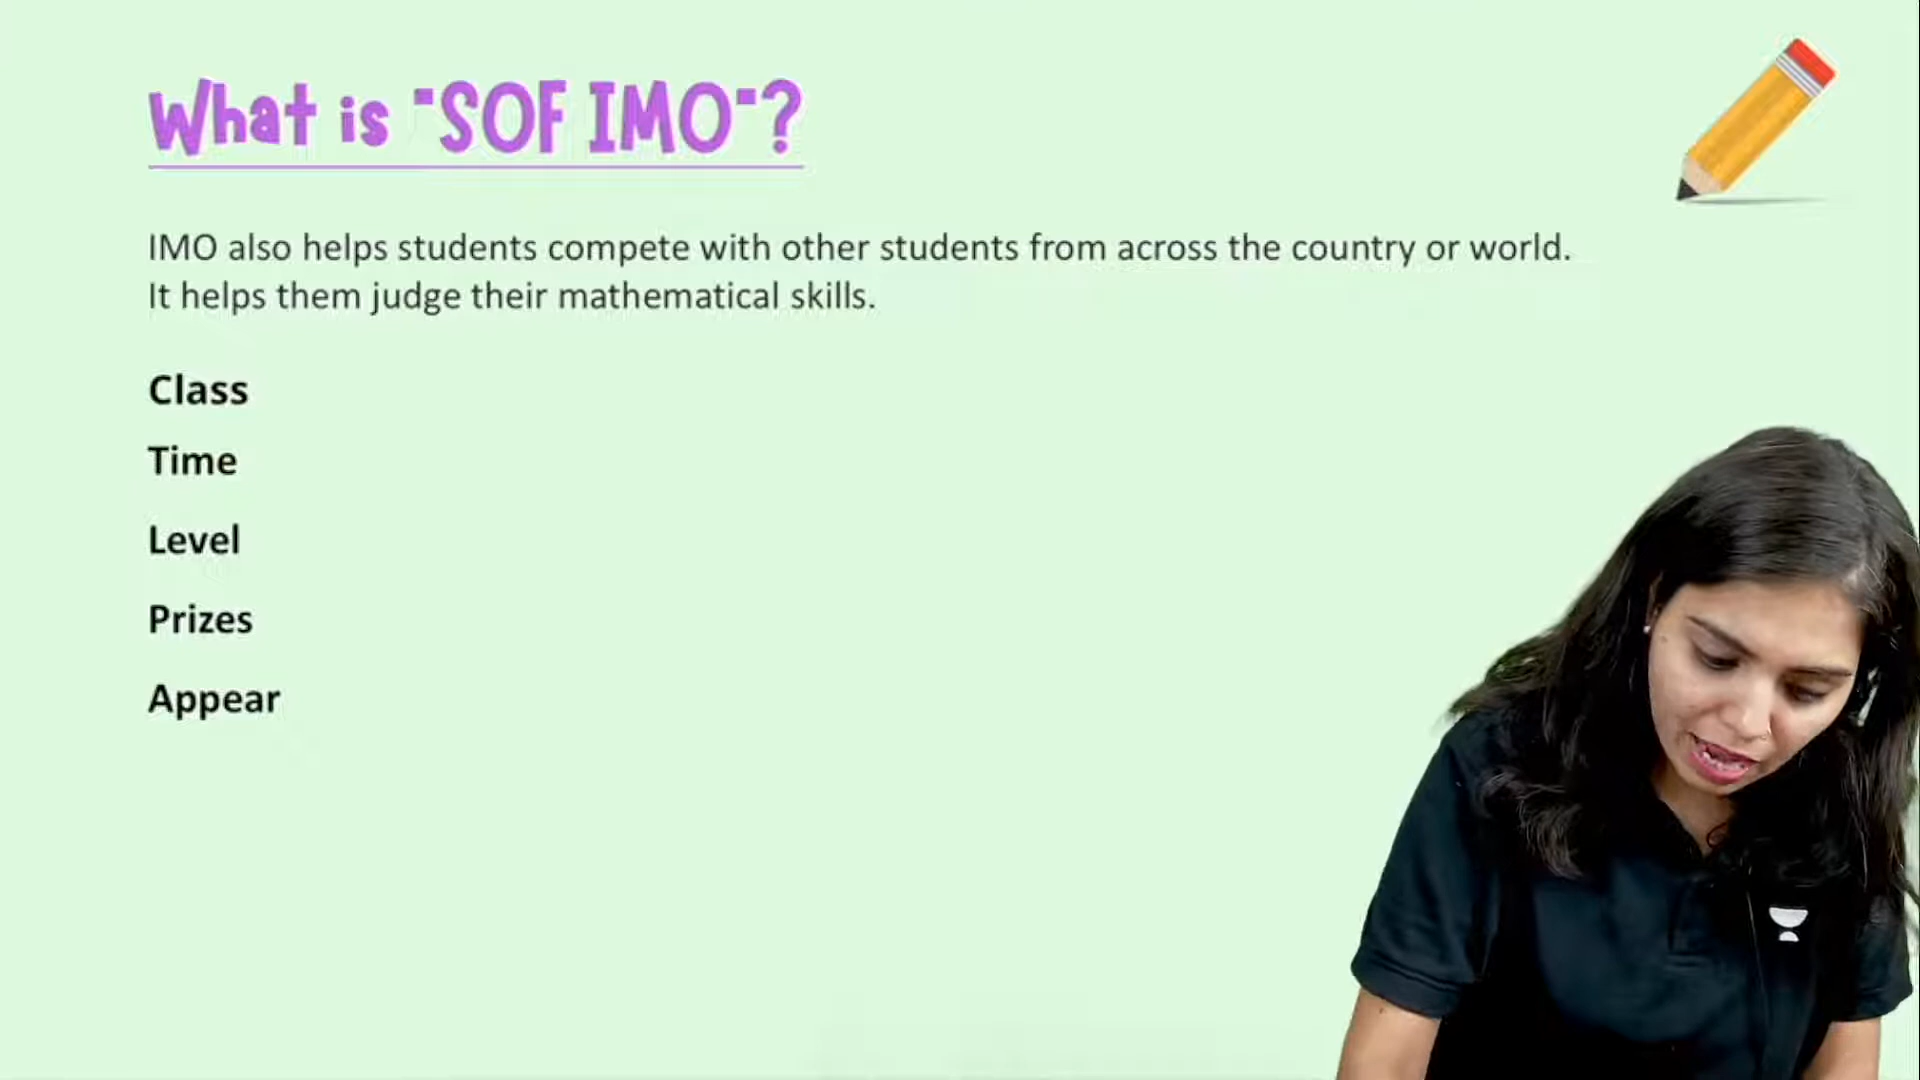 What is "SOF IMO"?
IMO also helps students compete with other students from across the country or world.
It helps them judge their mathematical skills.
Class
Time
Level
Prizes
Appear